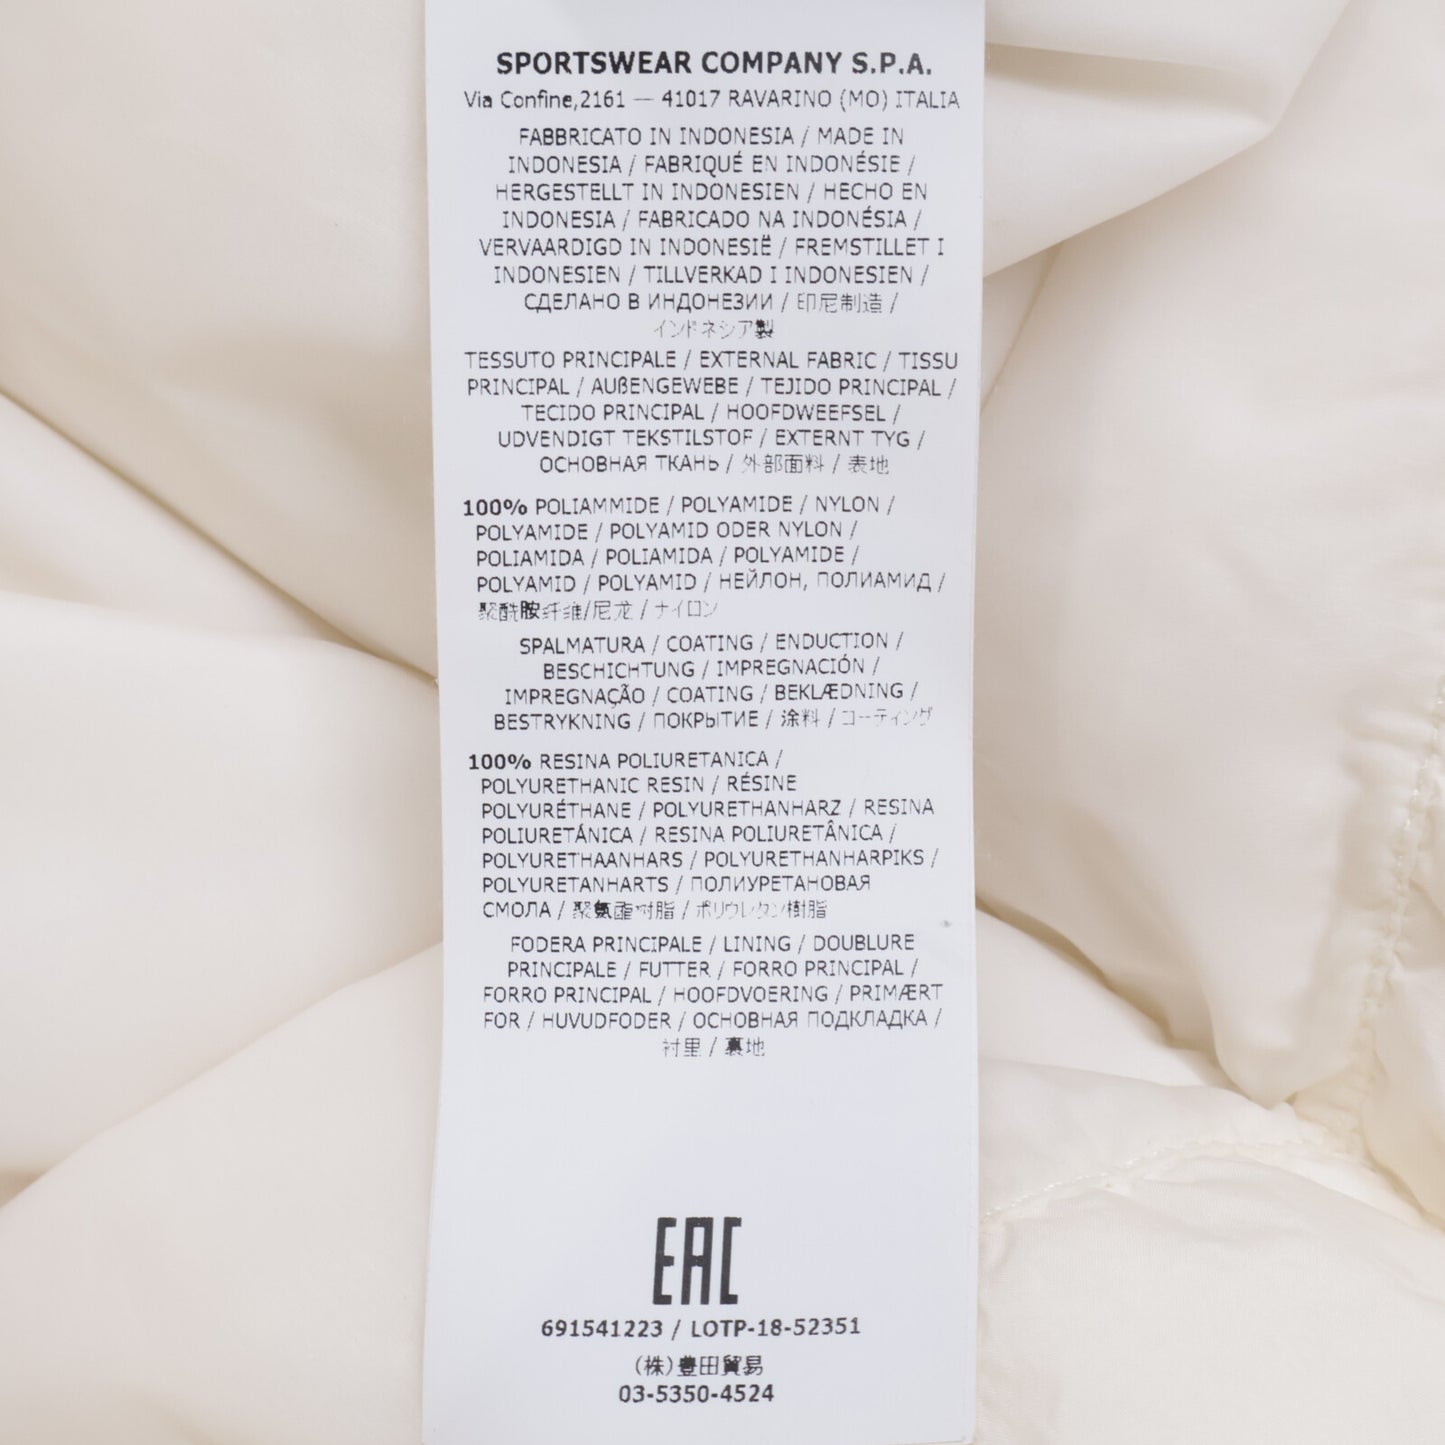 SPORTSWEAR COMPANY S.P.A.
Via Confine,2161 — 41017 RAVARINO (MO) ITALIA
FABBRICATO IN INDONESIA / MADE IN
INDONESIA / FABRIQUÉ EN INDONÉSIE /
HERGESTELLT IN INDONESIEN / HECHO EN
INDONESIA / FABRICADO NA INDONÉSIA /
VERVAARDIGD IN INDONESIË / FREMSTILLET I
INDONESIEN / TILLVERKAD I INDONESIEN /
СДЕЛАНО В ИНДОНЕЗИИ / 印尼制造 /
インドネシア製
TESSUTO PRINCIPALE / EXTERNAL FABRIC / TISSU
PRINCIPAL / AUßENGEWEBE / TEJIDO PRINCIPAL /
TECIDO PRINCIPAL / HOOFDWEEFSEL /
UDVENDIGT TEKSTILSTOF / EXTERNT TYG /
ОСНОВНАЯ ТКАНЬ / 外部面料 / 表地
100% POLIAMMIDE / POLYAMIDE / NYLON /
POLYAMIDE / POLYAMID ODER NYLON /
POLIAMIDA / POLIAMIDA / POLYAMIDE /
POLYAMID / POLYAMID / НЕЙЛОН, ПОЛИАМИД /
聚酰胺纤维/尼龙 / ナイロン
SPALMATURA / COATING / ENDUCTION /
BESCHICHTUNG / IMPREGNACIÓN /
IMPREGNAÇÃO / COATING / BEKLÆDNING /
BESTRYKNING / ПОКРЫТИЕ / 涂料 / コーティング
100% RESINA POLIURETANICA /
POLYURETHANIC RESIN / RÉSINE
POLYURÉTHANE / POLYURETHANHARZ / RESINA
POLIURETÁNICA / RESINA POLIURETÂNICA /
POLYURETHAANHARS / POLYURETHANHARPIKS /
POLYURETANHARTS / ПОЛИУРЕТАНОВАЯ
СМОЛА / 聚氨酯树脂 / ポリウレタン樹脂
FODERA PRINCIPALE / LINING / DOUBLURE
PRINCIPALE / FUTTER / FORRO PRINCIPAL /
FORRO PRINCIPAL / HOOFDVOERING / PRIMÆRT
FOR / HUVUDFODER / ОСНОВНАЯ ПОДКЛАДКА /
衬里 / 裏地
EAC
691541223 / LOTP-18-52351
(株)豊田貿易
03-5350-4524